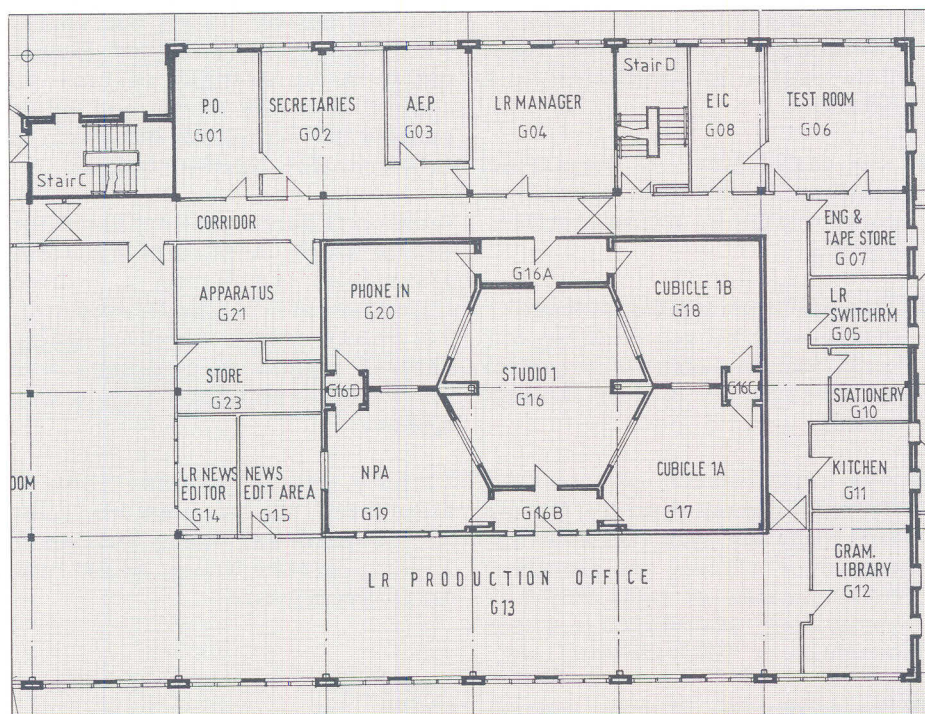 P.O.
G01
SECRETARIES
G02
A.E.P.
G03
LR MANAGER
G04
Stair D
EIC
G08
TEST ROOM
G06
Stair C
CORRIDOR
ENG &
TAPE STORE
G07
APPARATUS
G21
PHONE IN
G20
G16A
CUBICLE 1B
G18
LR
SWITCHR'M
G05
STORE
G23
G16D
STUDIO 1
G16
G16C
STATIONERY
G10
OOM
LR NEWS
EDITOR
G14
NEWS
EDIT AREA
G15
NPA
G19
G16B
CUBICLE 1A
G17
KITCHEN
G11
GRAM.
LIBRARY
G12
LR PRODUCTION OFFICE
G13